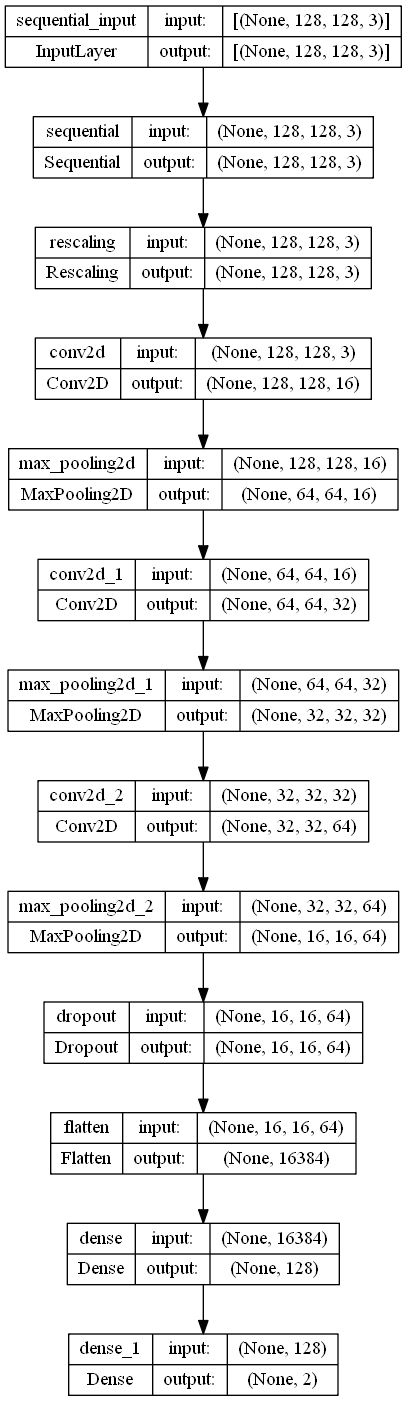 sequential_input input: [(None, 128, 128, 3)]
InputLayer output: [(None, 128, 128, 3)]
sequential input: (None, 128, 128, 3)
Sequential output: (None, 128, 128, 3)
rescaling input: (None, 128, 128, 3)
Rescaling output: (None, 128, 128, 3)
conv2d input: (None, 128, 128, 3)
Conv2D output: (None, 128, 128, 16)
max_pooling2d input: (None, 128, 128, 16)
MaxPooling2D output: (None, 64, 64, 16)
conv2d_1 input: (None, 64, 64, 16)
Conv2D output: (None, 64, 64, 32)
max_pooling2d_1 input: (None, 64, 64, 32)
MaxPooling2D output: (None, 32, 32, 32)
conv2d_2 input: (None, 32, 32, 32)
Conv2D output: (None, 32, 32, 64)
max_pooling2d_2 input: (None, 32, 32, 64)
MaxPooling2D output: (None, 16, 16, 64)
dropout input: (None, 16, 16, 64)
Dropout output: (None, 16, 16, 64)
flatten input: (None, 16, 16, 64)
Flatten output: (None, 16384)
dense input: (None, 16384)
Dense output: (None, 128)
dense_1 input: (None, 128)
Dense output: (None, 2)